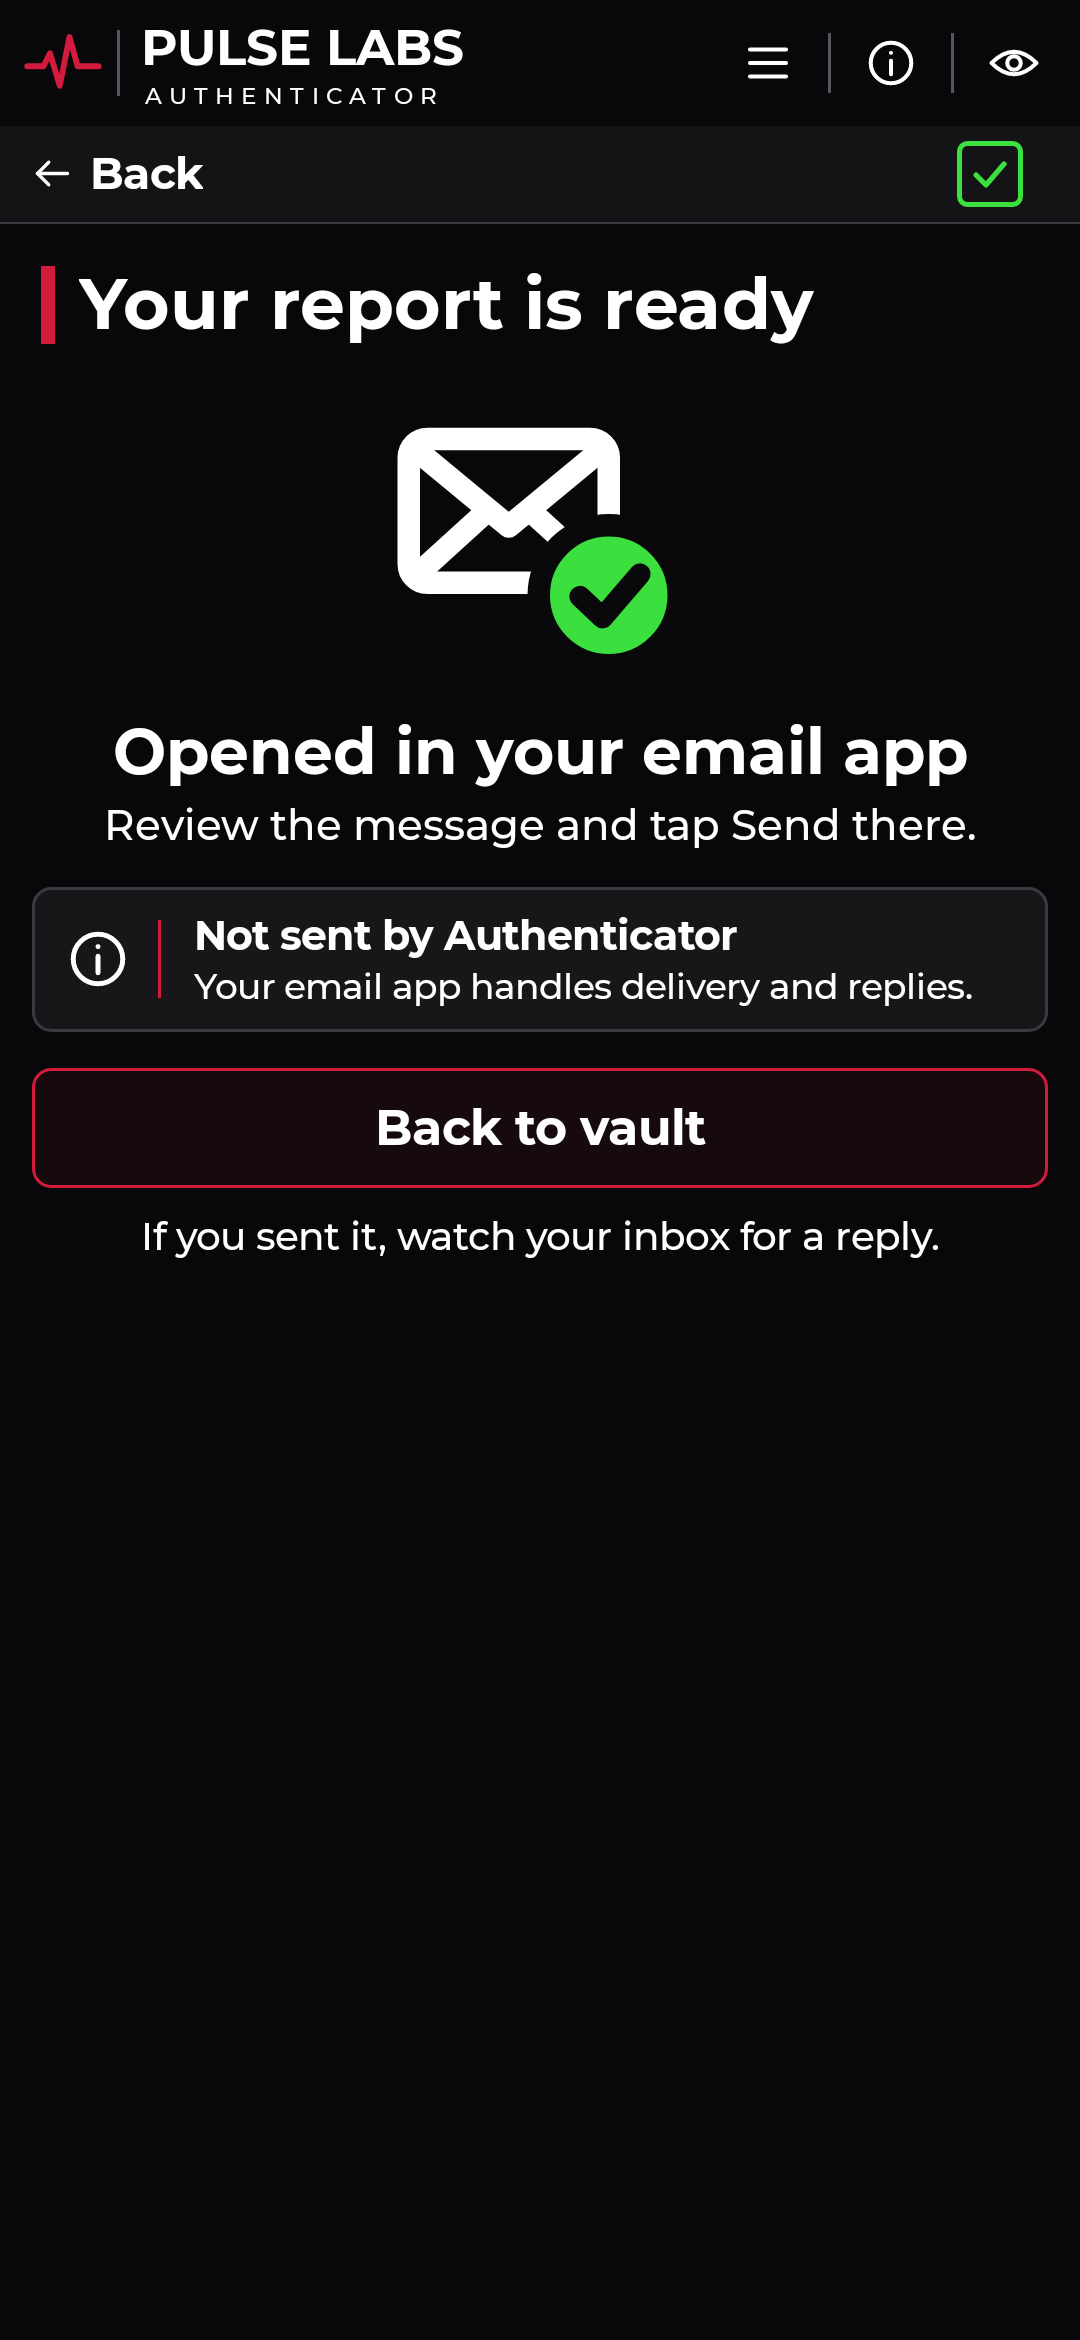 PULSE LABS
AUTHENTICATOR
Back
Your report is ready
Opened in your email app
Review the message and tap Send there.
Not sent by Authenticator
Your email app handles delivery and replies.
Back to vault
If you sent it, watch your inbox for a reply.